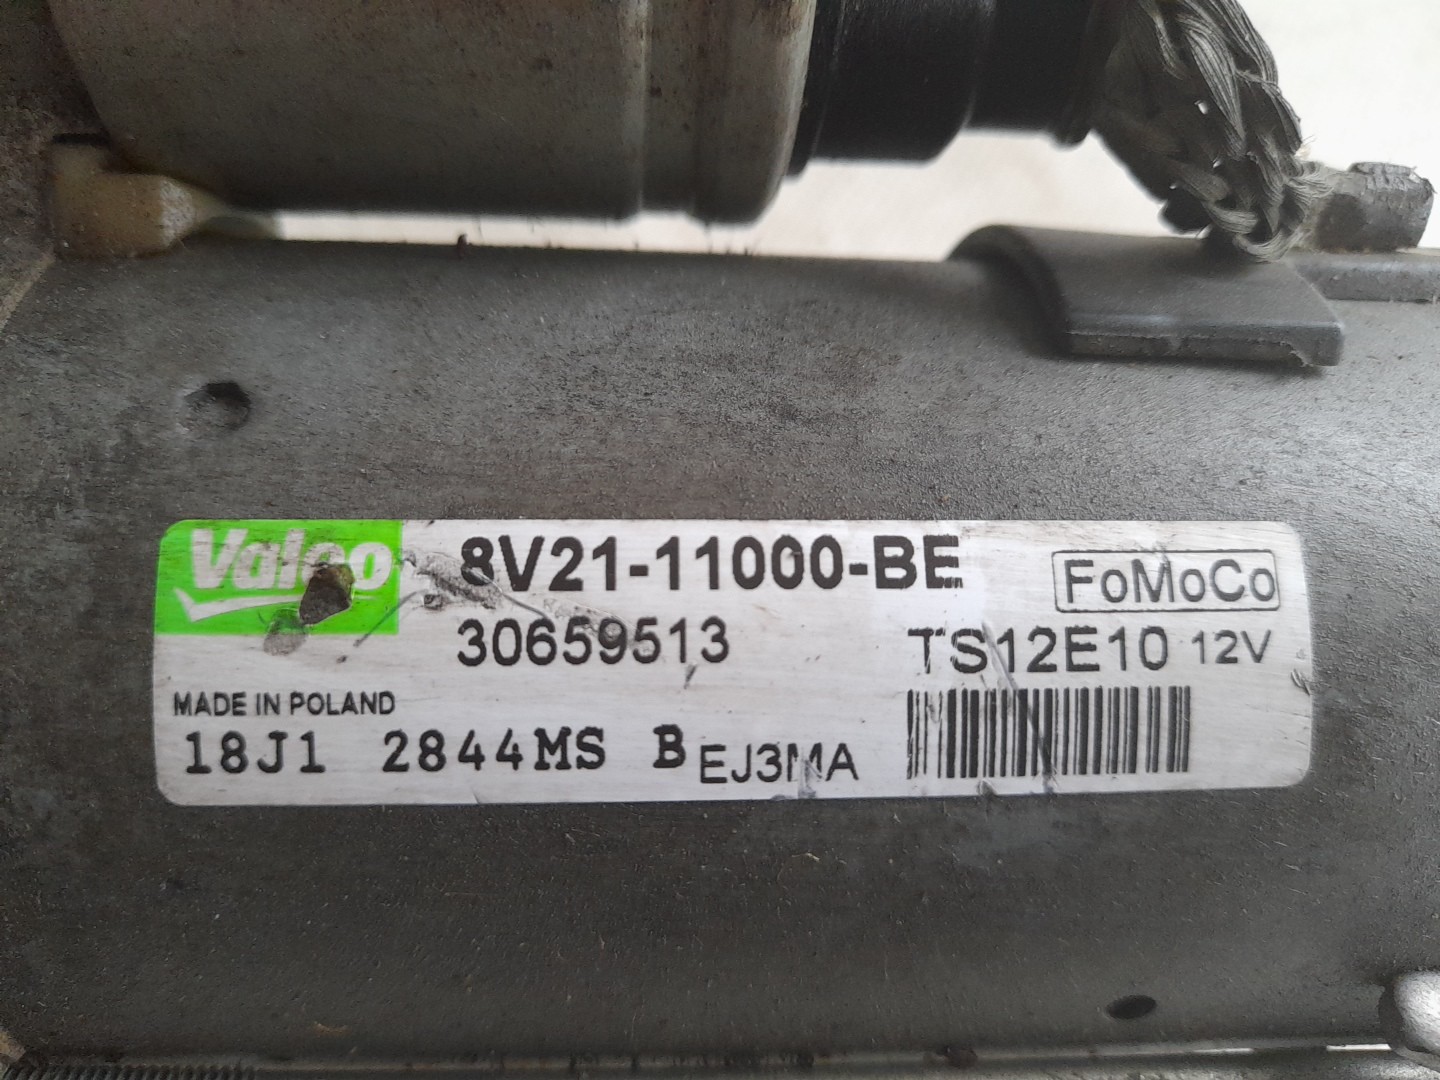 Valeo
8V21-11000-BE
FoMoCo
30659513
TS12E10 12V
MADE IN POLAND
18J1 2844MS B EJ3MA